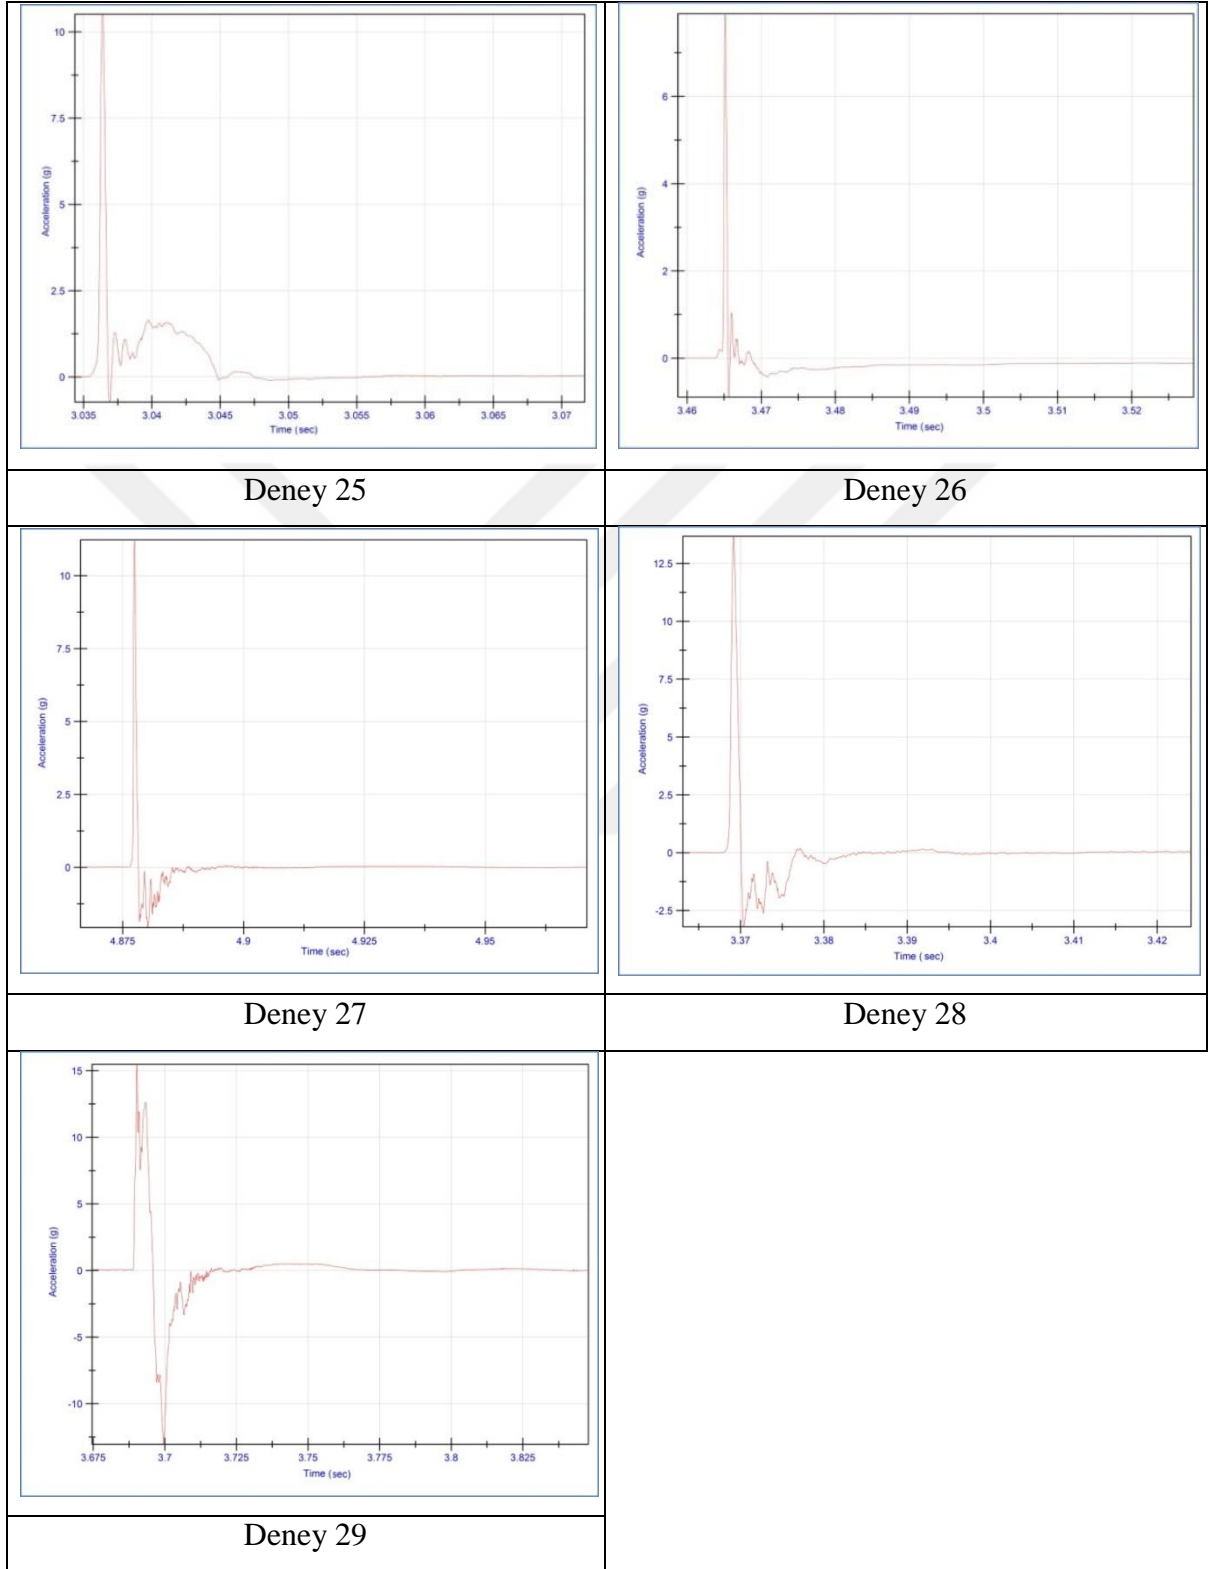 10
7.5
5
2.5
0
Acceleration (g)
3.035 3.04 3.045 3.05 3.055 3.06 3.065 3.07
Time (sec)
6
4
2
0
Acceleration (g)
3.46 3.47 3.48 3.49 3.5 3.51 3.52
Time (sec)
Deney 25
Deney 26
10
7.5
5
2.5
0
Acceleration (g)
4.875 4.9 4.925 4.95
Time (sec)
12.5
10
7.5
5
2.5
0
-2.5
Acceleration (g)
3.37 3.38 3.39 3.4 3.41 3.42
Time (sec)
Deney 27
Deney 28
15
10
5
0
-5
-10
Acceleration (g)
3.675 3.7 3.725 3.75 3.775 3.8 3.825
Time (sec)
Deney 29